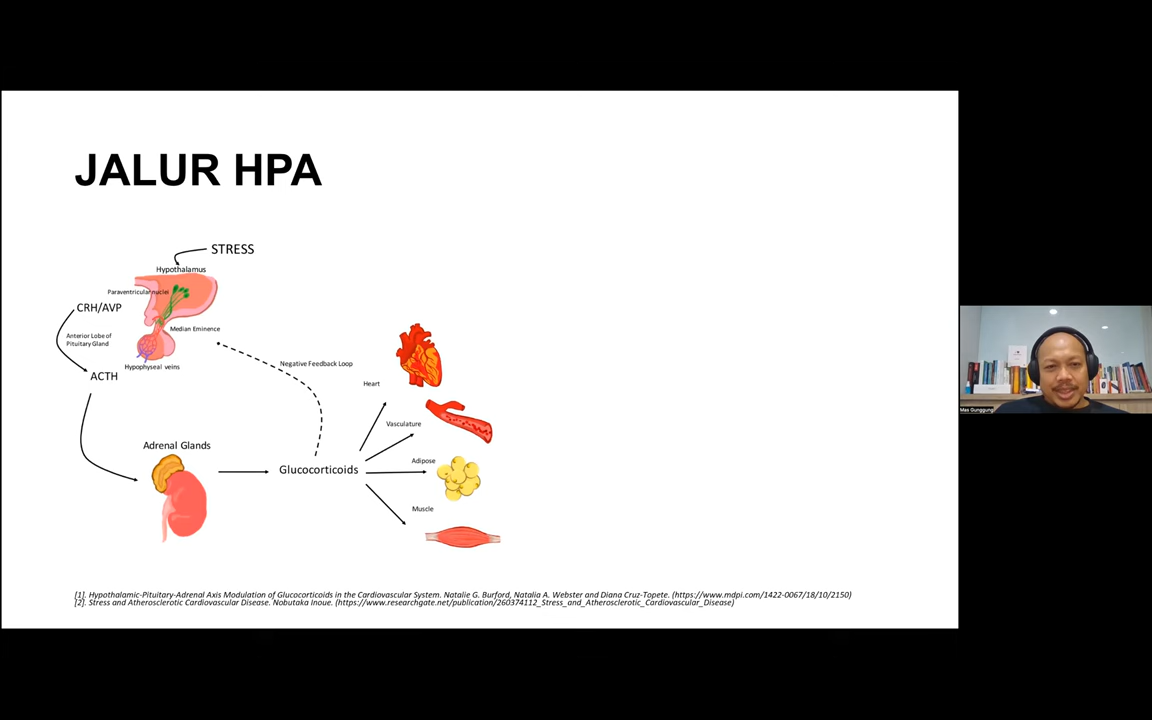 JALUR HPA
STRESS
Hypothalamus
Paraventricular nuclei
CRH/AVP
Median Eminence
Anterior Lobe of
Pituitary Gland
Hypophyseal veins
ACTH
Negative Feedback Loop
Heart
Vasculature
Adrenal Glands
Adipose
Glucocorticoids
Muscle
[1]. Hypothalamic-Pituitary-Adrenal Axis Modulation of Glucocorticoids in the Cardiovascular System. Natalie G. Burford, Natalia A. Webster and Diana Cruz-Topete. (https://www.mdpi.com/1422-0067/18/10/2150)
[2]. Stress and Atherosclerotic Cardiovascular Disease. Nobutaka Inoue. (https://www.researchgate.net/publication/260374112_Stress_and_Atherosclerotic_Cardiovascular_Disease)
Mas Gunggung